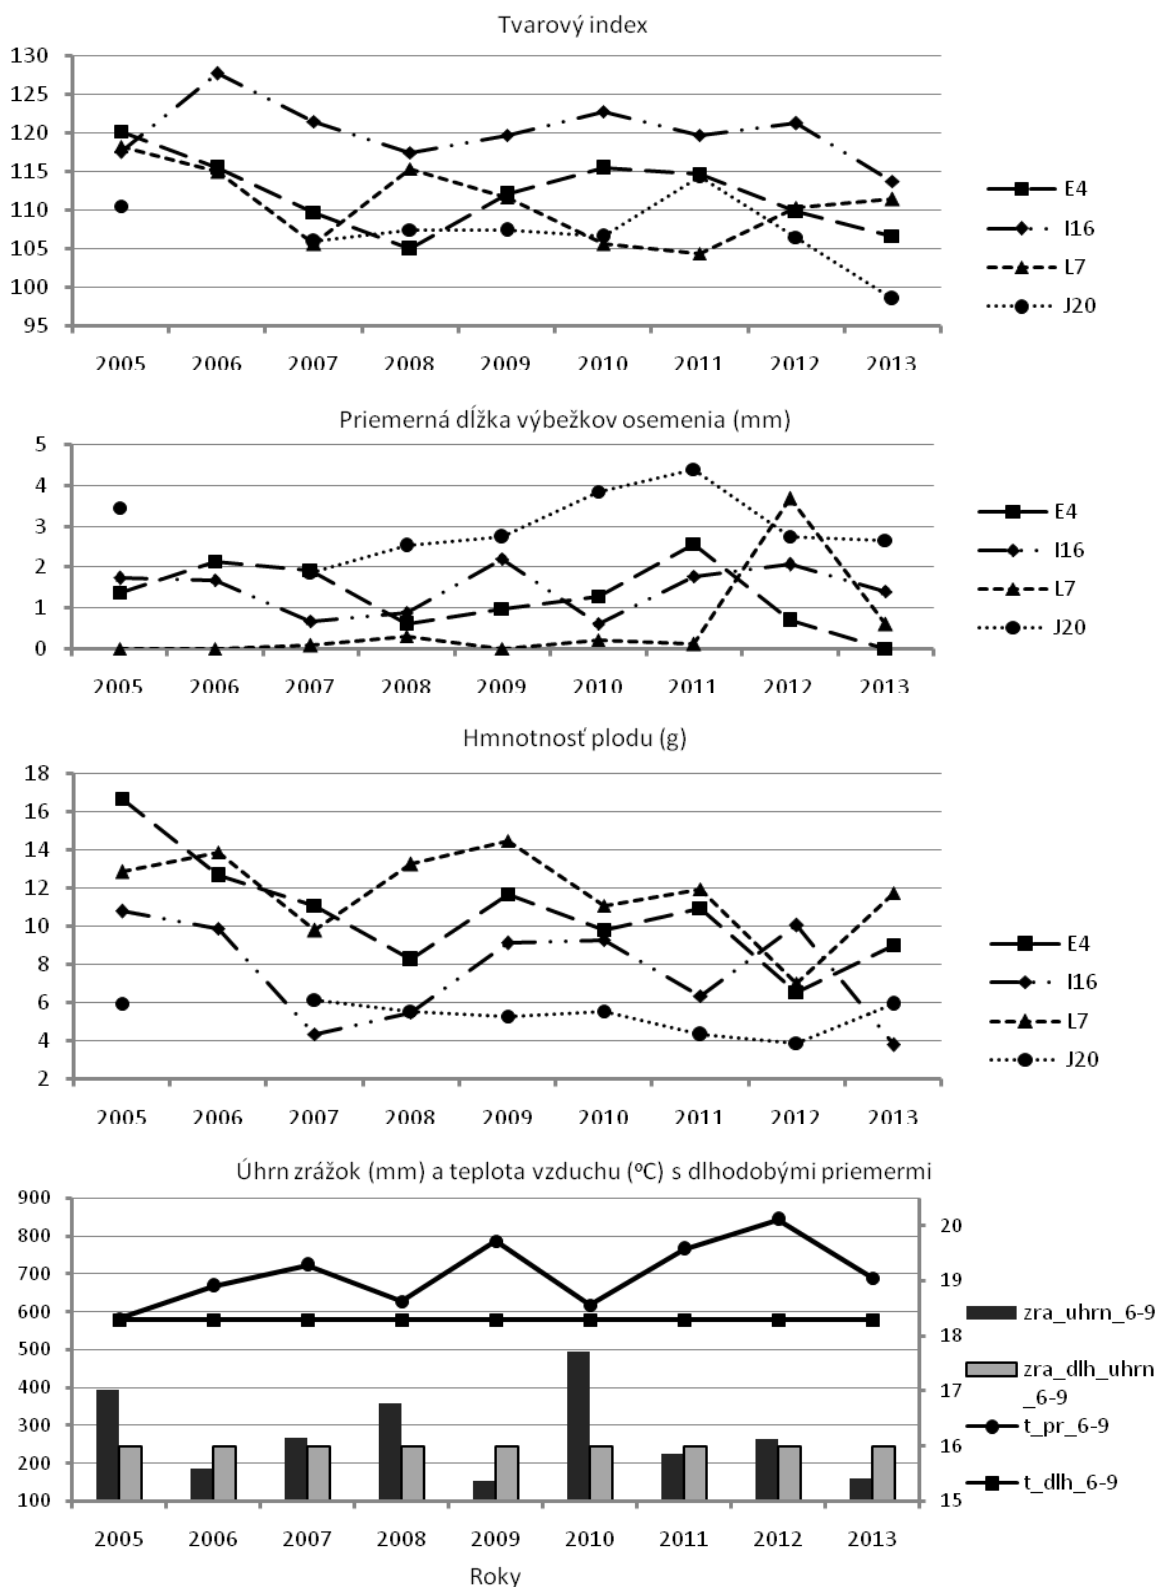 Tvarový index
130
125
120
115
110
105
100
95
2005 2006 2007 2008 2009 2010 2011 2012 2013
E4
I16
L7
J20
Priemerná dĺžka výbežkov osemenia (mm)
5
4
3
2
1
0
2005 2006 2007 2008 2009 2010 2011 2012 2013
E4
I16
L7
J20
Hmnotnosť plodu (g)
18
16
14
12
10
8
6
4
2
2005 2006 2007 2008 2009 2010 2011 2012 2013
E4
I16
L7
J20
Úhrn zrážok (mm) a teplota vzduchu (ºC) s dlhodobými priemermi
900
800
700
600
500
400
300
200
100
20
19
18
17
16
15
2005 2006 2007 2008 2009 2010 2011 2012 2013
Roky
zra_uhrn_6-9
zra_dlh_uhrn
_6-9
t_pr_6-9
t_dlh_6-9